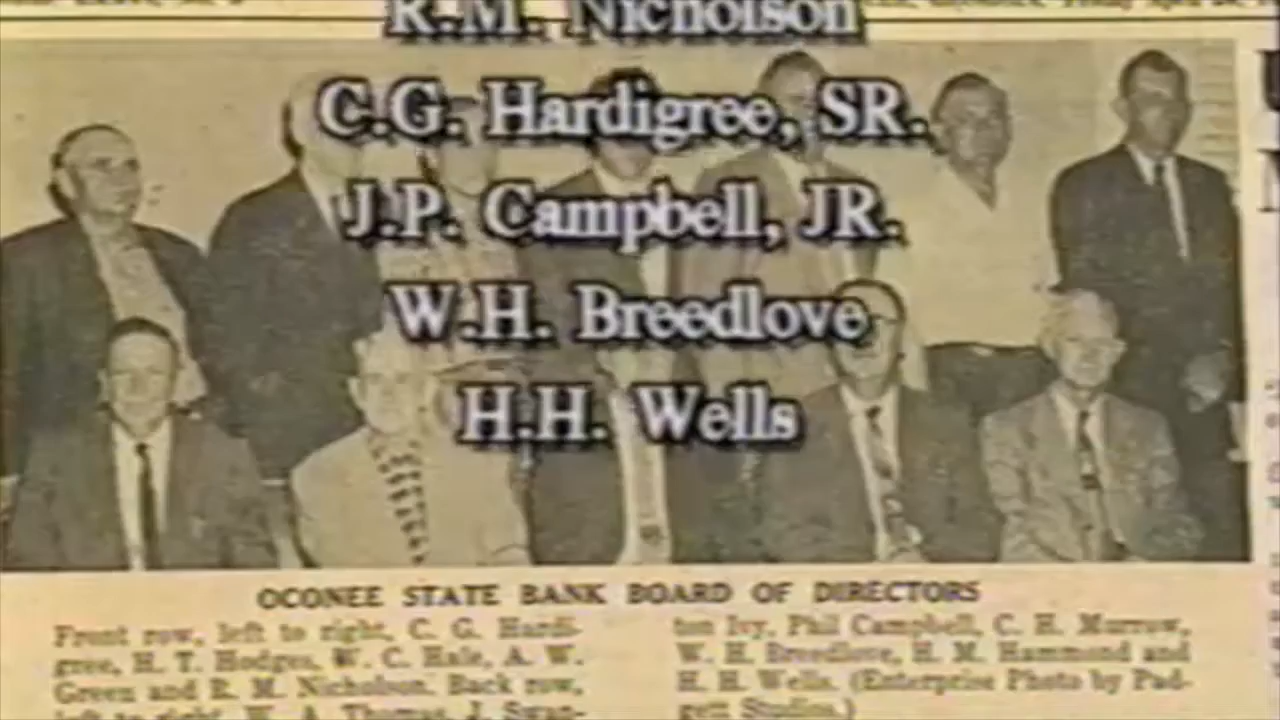 R.M. Nicholson
C.G. Hardigree, SR.
J.P. Campbell, JR.
W.H. Breedlove
H.H. Wells
OCONEE STATE BANK BOARD OF DIRECTORS
Front row, left to right, C. G. Hardi-
gree, H. T. Hodges, W. C. Hale, A. W.
Green and R. M. Nicholson. Back row,
left to right, W. A. Thomas, J. Swan-
ton Ivy, Phil Campbell, C. H. Murrow,
W. H. Breedlove, H. M. Hammond and
H. H. Wells. (Enterprise Photo by Pad-
gett Studios.)